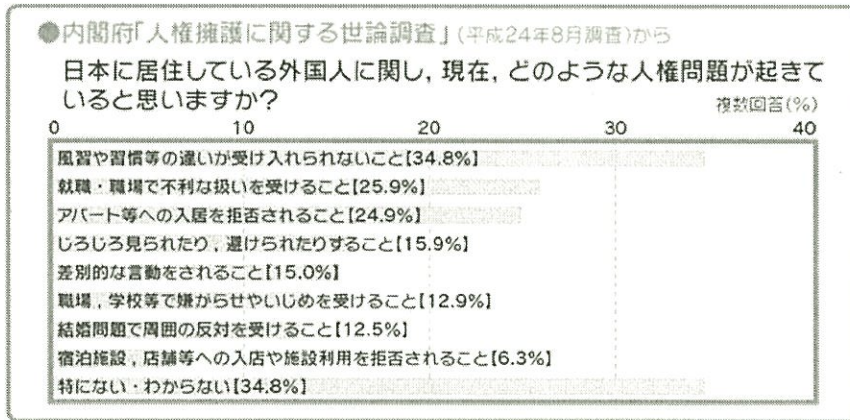 ●内閣府「人権擁護に関する世論調査」(平成24年8月調査)から
日本に居住している外国人に関し,現在,どのような人権問題が起きて
いると思いますか?
複数回答(%)
0 10 20 30 40
風習や習慣等の違いが受け入れられないこと【34.8%】
就職・職場で不利な扱いを受けること【25.9%】
アパート等への入居を拒否されること【24.9%】
じろじろ見られたり,避けられたりすること【15.9%】
差別的な言動をされること【15.0%】
職場,学校等で嫌がらせやいじめを受けること【12.9%】
結婚問題で周囲の反対を受けること【12.5%】
宿泊施設,店舗等への入店や施設利用を拒否されること【6.3%】
特にない・わからない【34.8%】